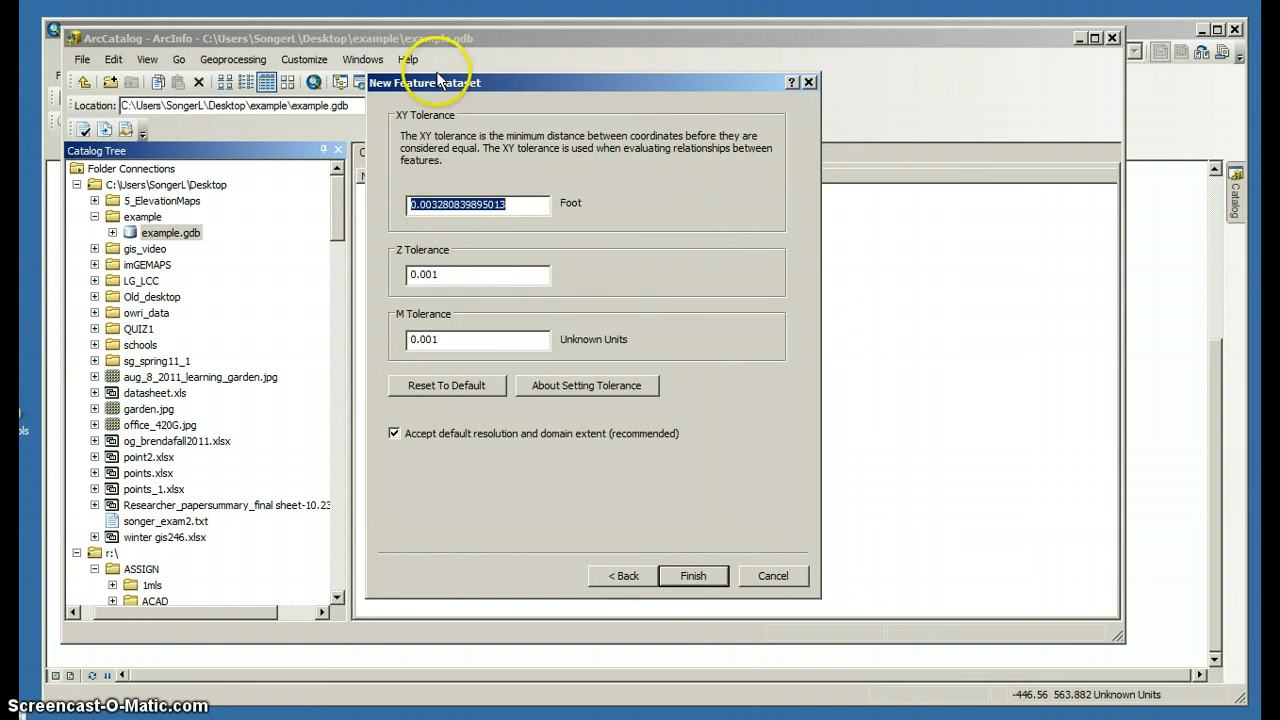 ArcCatalog - ArcInfo - C:\Users\SongerL\Desktop\example\example.gdb
File Edit View Go Geoprocessing Customize Windows Help
Location: C:\Users\SongerL\Desktop\example\example.gdb
Catalog Tree
Folder Connections
C:\Users\SongerL\Desktop
5_ElevationMaps
example
example.gdb
gis_video
imGEMAPS
LG_LCC
Old_desktop
owri_data
QUIZ1
schools
sg_spring11_1
aug_8_2011_learning_garden.jpg
datasheet.xls
garden.jpg
office_420G.jpg
og_brendafall2011.xlsx
point2.xlsx
points.xlsx
points_1.xlsx
Researcher_papersummary_final sheet-10.23
songer_exam2.txt
winter gis246.xlsx
r:\
ASSIGN
1mls
ACAD
New Feature Dataset
XY Tolerance
The XY tolerance is the minimum distance between coordinates before they are
considered equal. The XY tolerance is used when evaluating relationships between
features.
0.003280839895013 Foot
Z Tolerance
0.001
M Tolerance
0.001 Unknown Units
Reset To Default About Setting Tolerance
Accept default resolution and domain extent (recommended)
< Back Finish Cancel
Catalog
-446.56 563.882 Unknown Units
Screencast-O-Matic.com